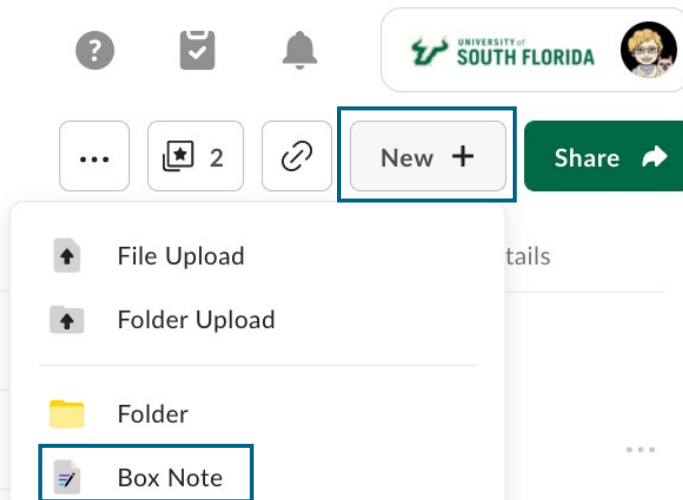 UNIVERSITY of
SOUTH FLORIDA
... 2 New + Share
File Upload
tails
Folder Upload
Folder
Box Note